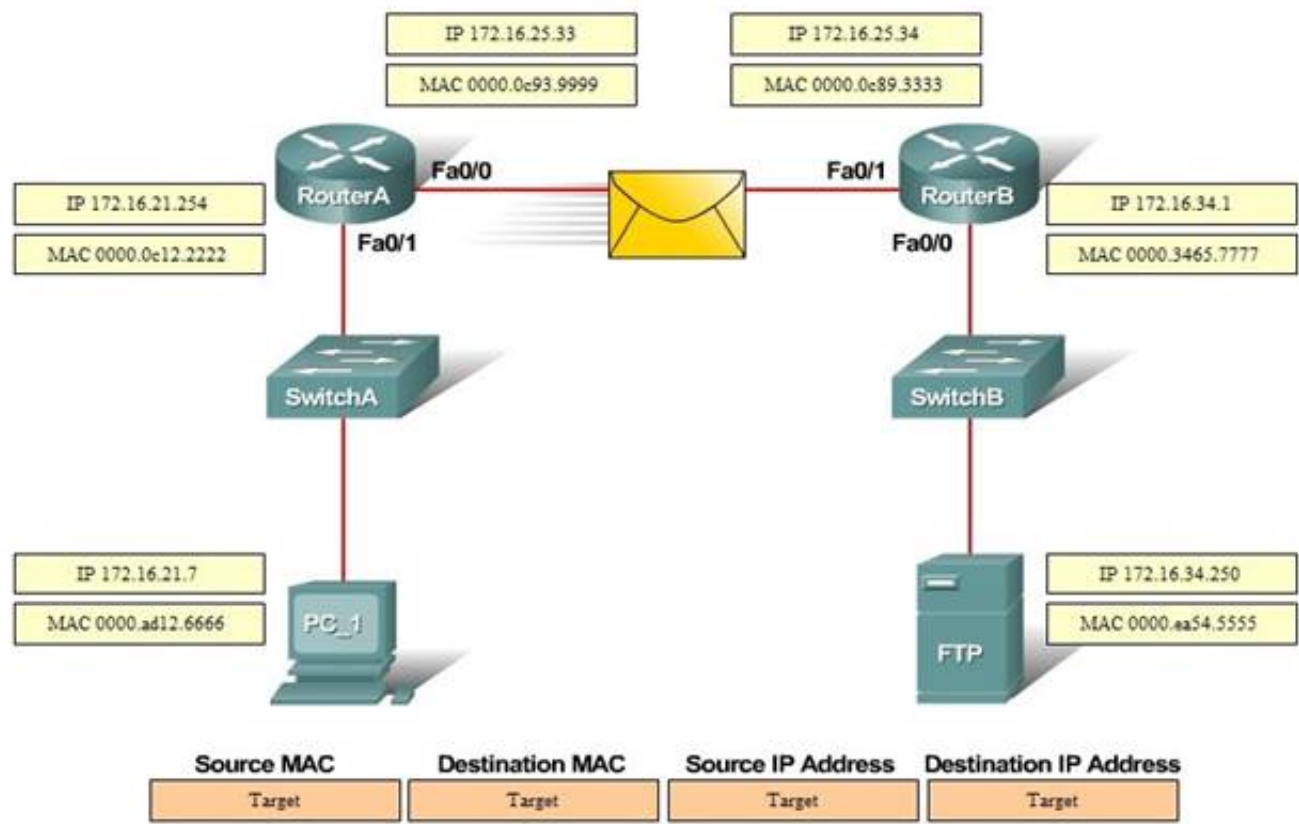 IP 172.16.25.33
IP 172.16.25.34
MAC 0000.0c93.9999
MAC 0000.0c89.3333
Fa0/0
Fa0/1
RouterA
RouterB
IP 172.16.21.254
IP 172.16.34.1
Fa0/1
Fa0/0
MAC 0000.0c12.2222
MAC 0000.3465.7777
SwitchA
SwitchB
IP 172.16.21.7
IP 172.16.34.250
MAC 0000.ad12.6666
PC_1
MAC 0000.ea54.5555
FTP
Source MAC Destination MAC Source IP Address Destination IP Address
Target Target Target Target